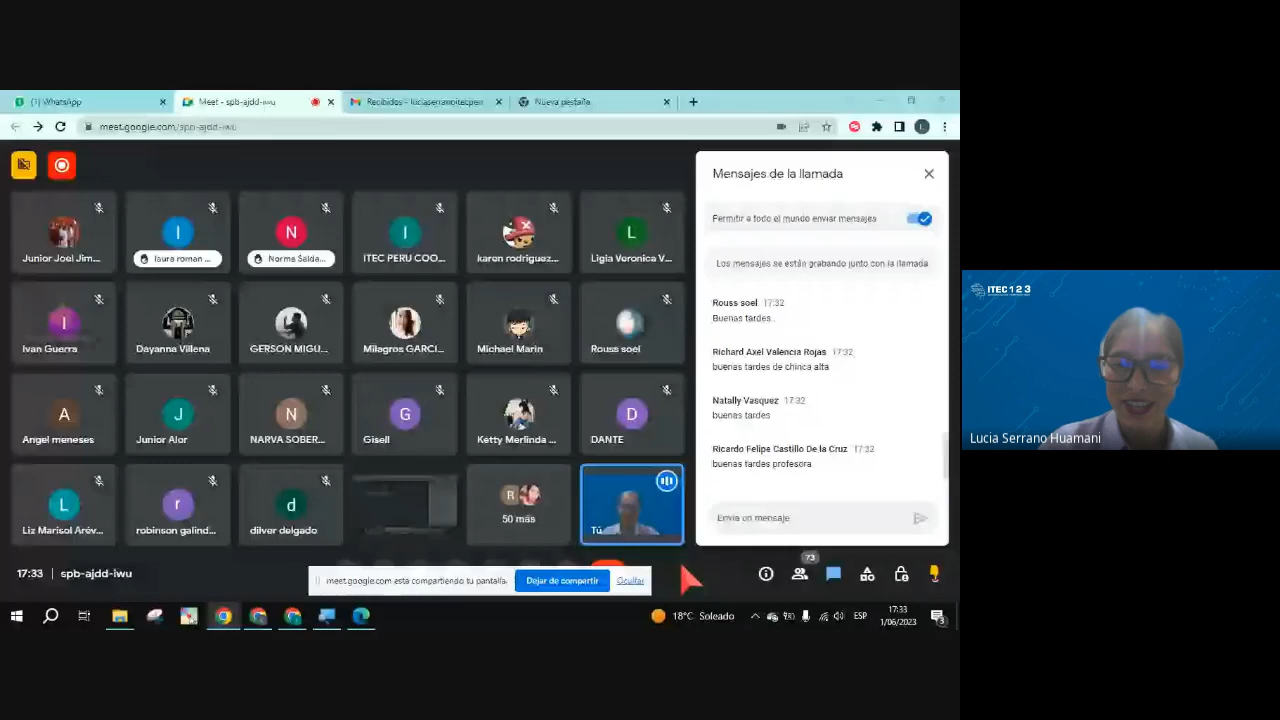 (1) WhatsApp
Meet - spb-ajdd-iwu
Recibidos - luciaserranoitecperu
Nueva pestaña
meet.google.com/spb-ajdd-iwu
Junior Joel Jim...
I
laura roman ...
N
Norma Salda...
I
ITEC PERU COO...
karen rodriguez...
L
Ligia Veronica V...
I
Ivan Guerra
Dayanna Villena
GERSON MIGU...
Milagros GARCI...
Michael Marin
Rouss soel
A
Angel meneses
J
Junior Alor
N
NARVA SOBER...
G
Gisell
Ketty Merlinda ...
D
DANTE
L
Liz Marisol Arév...
r
robinson galind...
d
dilver delgado
R
50 más
Tú
Mensajes de la llamada
Permitir a todo el mundo enviar mensajes
Los mensajes se están grabando junto con la llamada
Rouss soel 17:32
Buenas tardes..
Richard Axel Valencia Rojas 17:32
buenas tardes de chinca alta
Natally Vasquez 17:32
buenas tardes
Ricardo Felipe Castillo De la Cruz 17:32
buenas tardes profesora
Envía un mensaje
17:33 | spb-ajdd-iwu
73
meet.google.com está compartiendo tu pantalla.
Dejar de compartir
Ocultar
18°C Soleado
ESP
17:33
1/06/2023
3
ITEC 1 2 3
Lucia Serrano Huamani